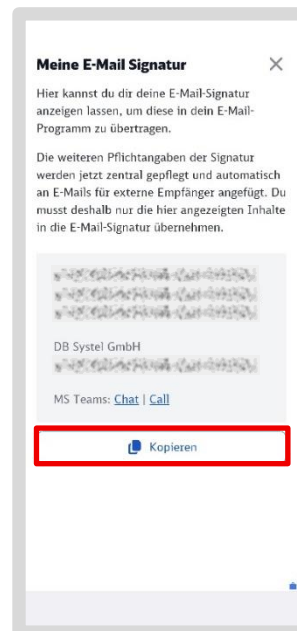 Meine E-Mail Signatur
Hier kannst du dir deine E-Mail-Signatur
anzeigen lassen, um diese in dein E-Mail-
Programm zu übertragen.
Die weiteren Pflichtangaben der Signatur
werden jetzt zentral gepflegt und automatisch
an E-Mails für externe Empfänger angefügt. Du
musst deshalb nur die hier angezeigten Inhalte
in die E-Mail-Signatur übernehmen.
DB Systel GmbH
MS Teams: Chat | Call
Kopieren